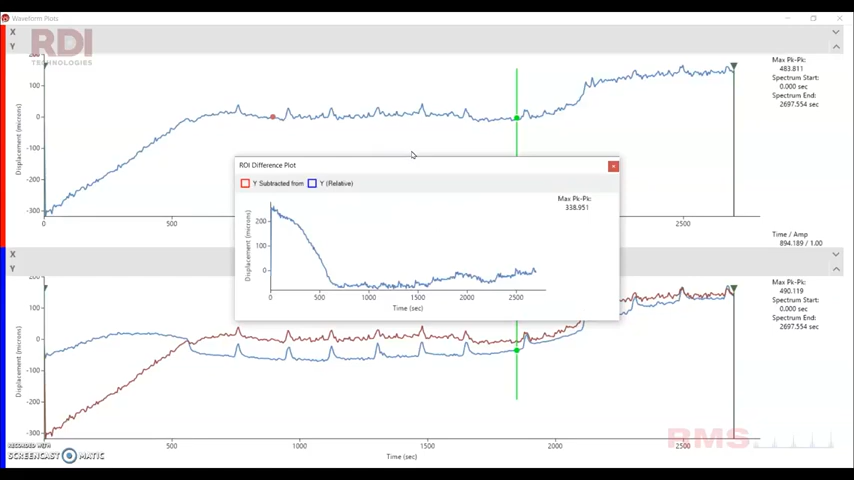 Waveform Plots
X
Y
RDI
TECHNOLOGIES
200
100
0
-100
-200
-300
Displacement (microns)
0
500
2500
Max Pk-Pk:
483.811
Spectrum Start:
0.000 sec
Spectrum End:
2697.554 sec
Time / Amp
894.189 / 1.00
ROI Difference Plot
Y Subtracted from
Y (Relative)
Max Pk-Pk:
338.951
200
100
0
Displacement (microns)
0
500
1000
1500
2000
2500
Time (sec)
X
Y
200
100
0
-100
-200
-300
Displacement (microns)
500
1000
1500
2000
2500
Time (sec)
Max Pk-Pk:
490.119
Spectrum Start:
0.000 sec
Spectrum End:
2697.554 sec
RMS
RECORDED WITH
SCREENCAST MATIC